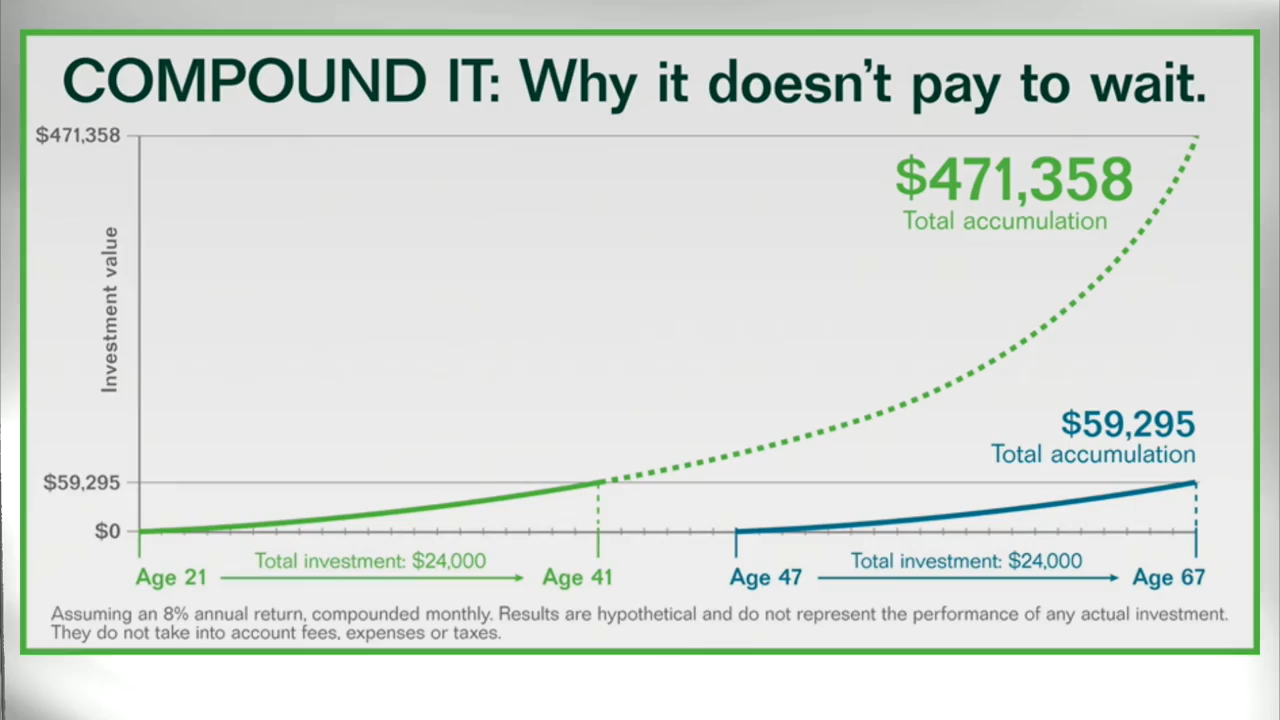 COMPOUND IT: Why it doesn't pay to wait.
$471,358
$471,358
Total accumulation
Investment value
$59,295
Total accumulation
$59,295
$0
Total investment: $24,000
Total investment: $24,000
Age 21
Age 41
Age 47
Age 67
Assuming an 8% annual return, compounded monthly. Results are hypothetical and do not represent the performance of any actual investment.
They do not take into account fees, expenses or taxes.